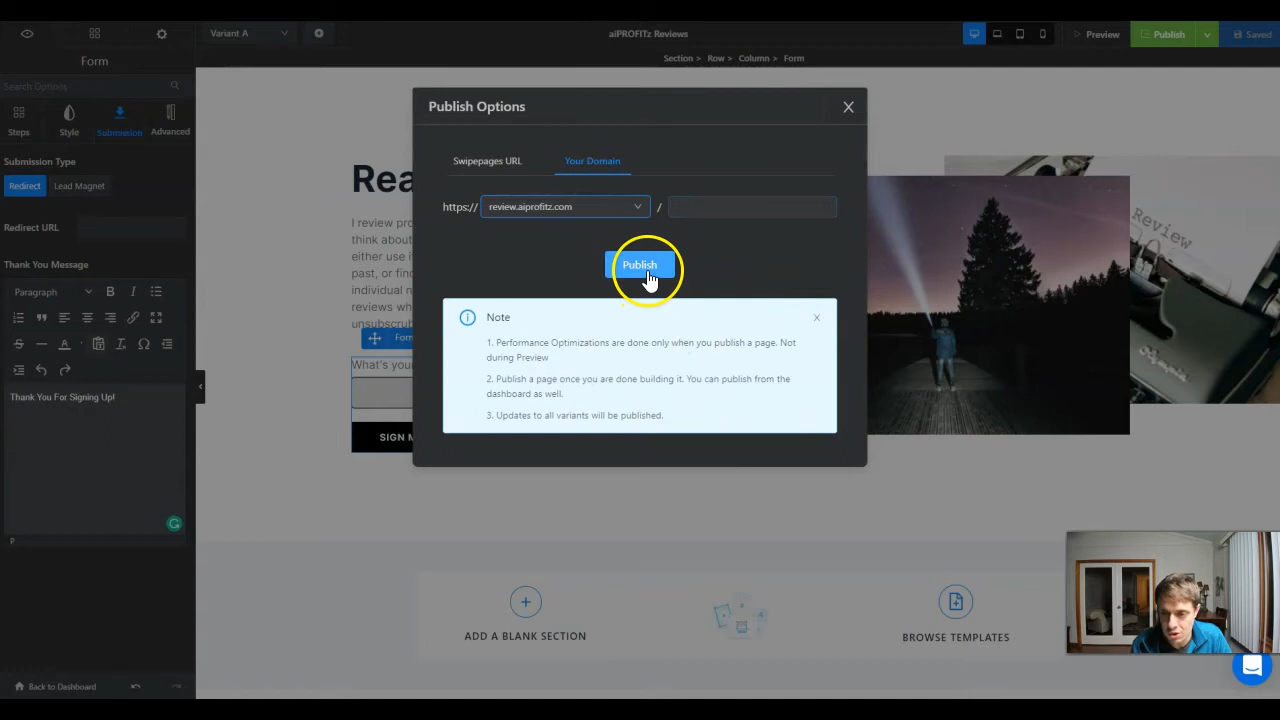 Variant A
aiPROFITz Reviews
Preview
Publish
Saved
Form
Section > Row > Column > Form
Search Options
Steps
Style
Submission
Advanced
Submission Type
Redirect
Lead Magnet
Redirect URL
Thank You Message
Paragraph
B
I
S
A
Thank You For Signing Up!
P
Back to Dashboard
Rea
I review pro
think about
either use it
past, or find
individual n
reviews wh
unsubscrub
Form
What's your
SIGN M
Publish Options
Swipepages URL
Your Domain
https://
review.aiprofitz.com
/
Publish
Note
1. Performance Optimizations are done only when you publish a page. Not
during Preview
2. Publish a page once you are done building it. You can publish from the
dashboard as well.
3. Updates to all variants will be published.
Review
ADD A BLANK SECTION
BROWSE TEMPLATES